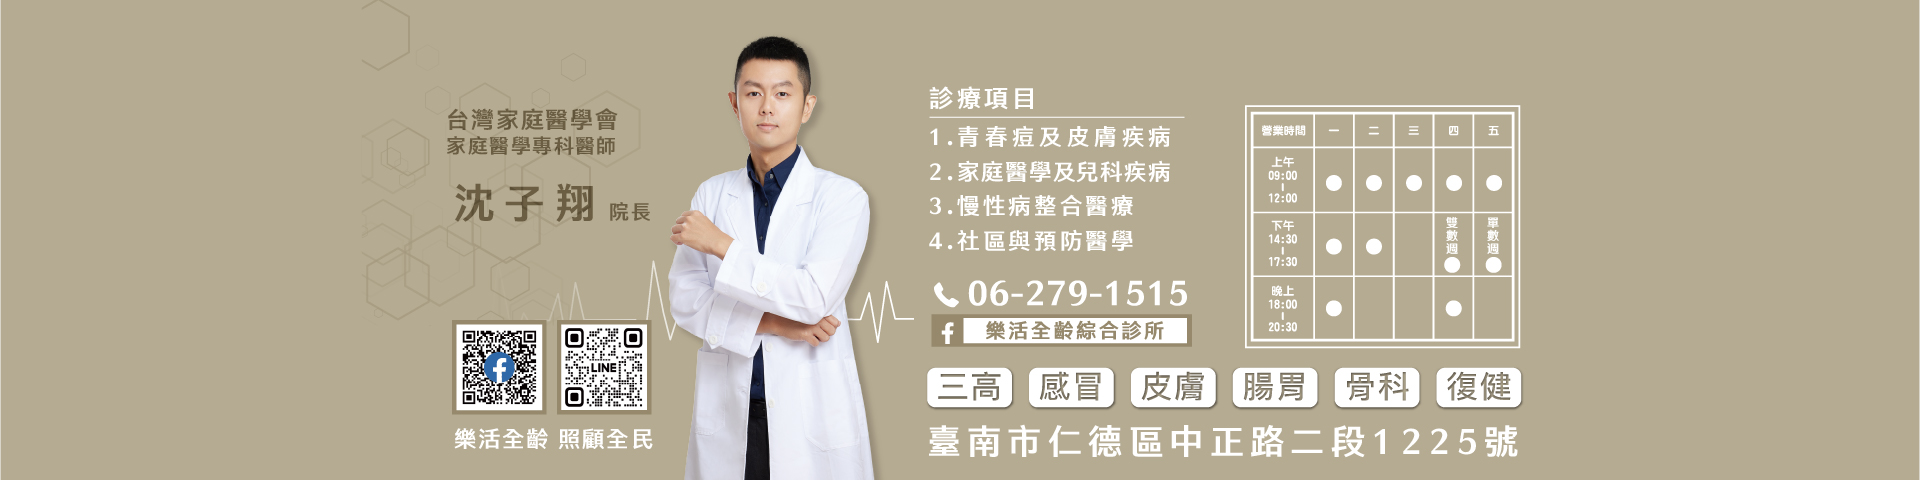 台灣家庭醫學會
家庭醫學專科醫師
沈子翔 院長
LINE
樂活全齡 照顧全民
診療項目
1.青春痘及皮膚疾病
2.家庭醫學及兒科疾病
3.慢性病整合醫療
4.社區與預防醫學
06-279-1515
樂活全齡綜合診所
營業時間 一 二 三 四 五
上午
09:00
12:00
下午
14:30
17:30
雙數週
單數週
晚上
18:00
20:30
三高 感冒 皮膚 腸胃 骨科 復健
臺南市仁德區中正路二段1225號